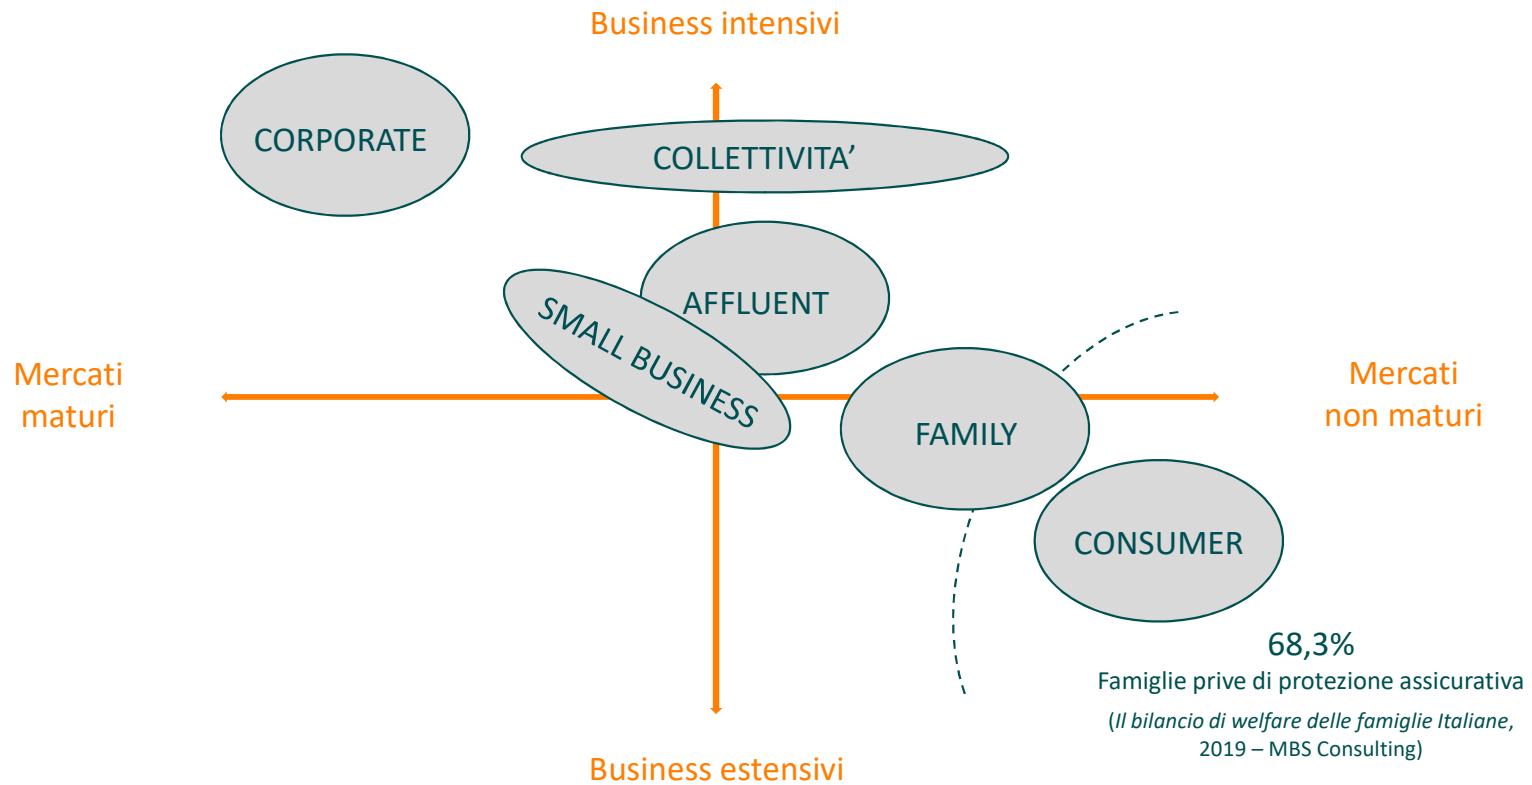 Business intensivi
CORPORATE
COLLETTIVITA’
AFFLUENT
SMALL BUSINESS
Mercati
maturi
Mercati
non maturi
FAMILY
CONSUMER
68,3%
Famiglie prive di protezione assicurativa
(Il bilancio di welfare delle famiglie Italiane,
2019 – MBS Consulting)
Business estensivi